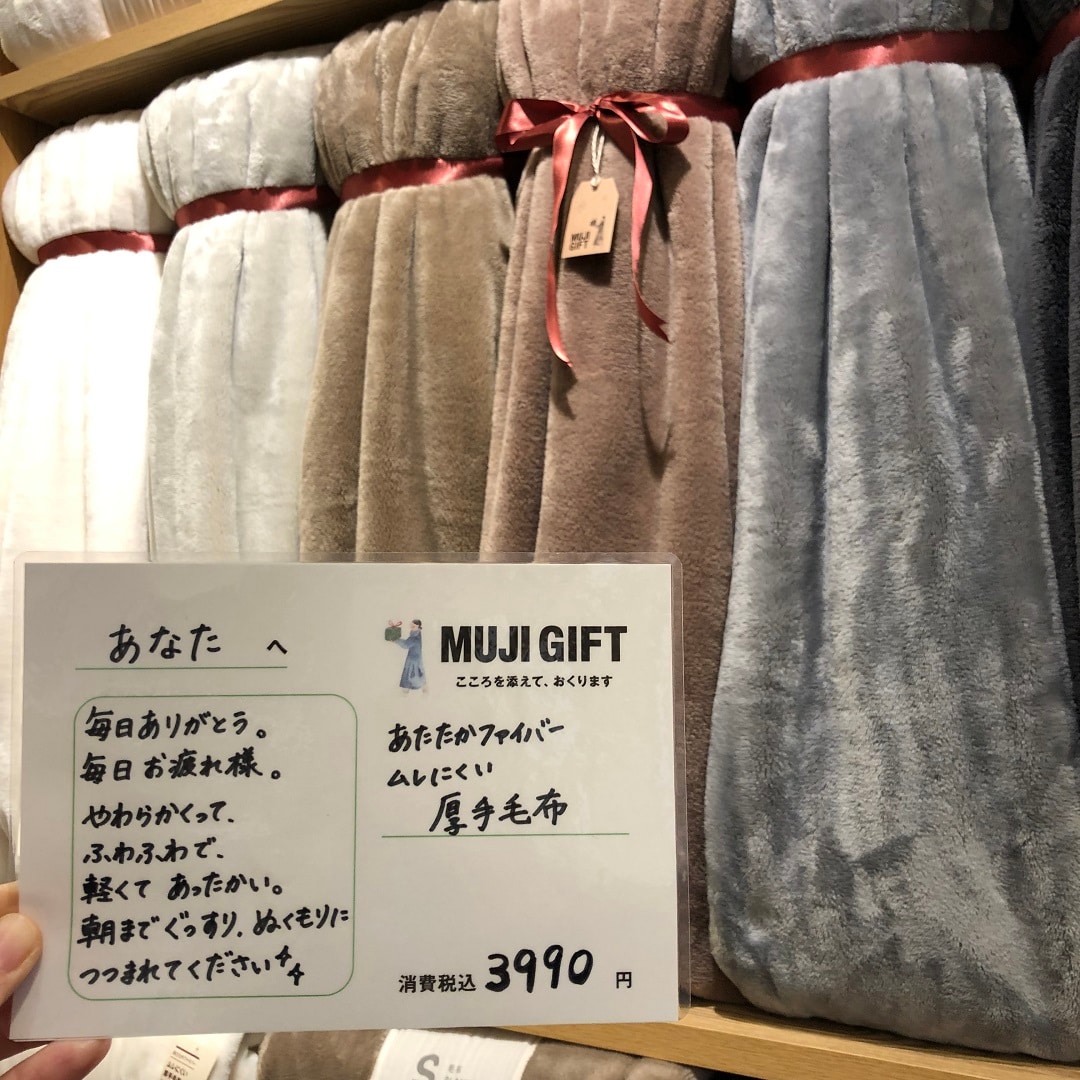 MUJI
GIFT
あなた へ
毎日ありがとう。
毎日お疲れ様。
やわらかくって、
ふわふわで、
軽くて あったかい。
朝までぐっすり、ぬくもりに
つつまれてください
MUJI GIFT
こころを添えて、おくります
あたたかファイバー
ムレにくい
厚手毛布
消費税込 3990 円
S